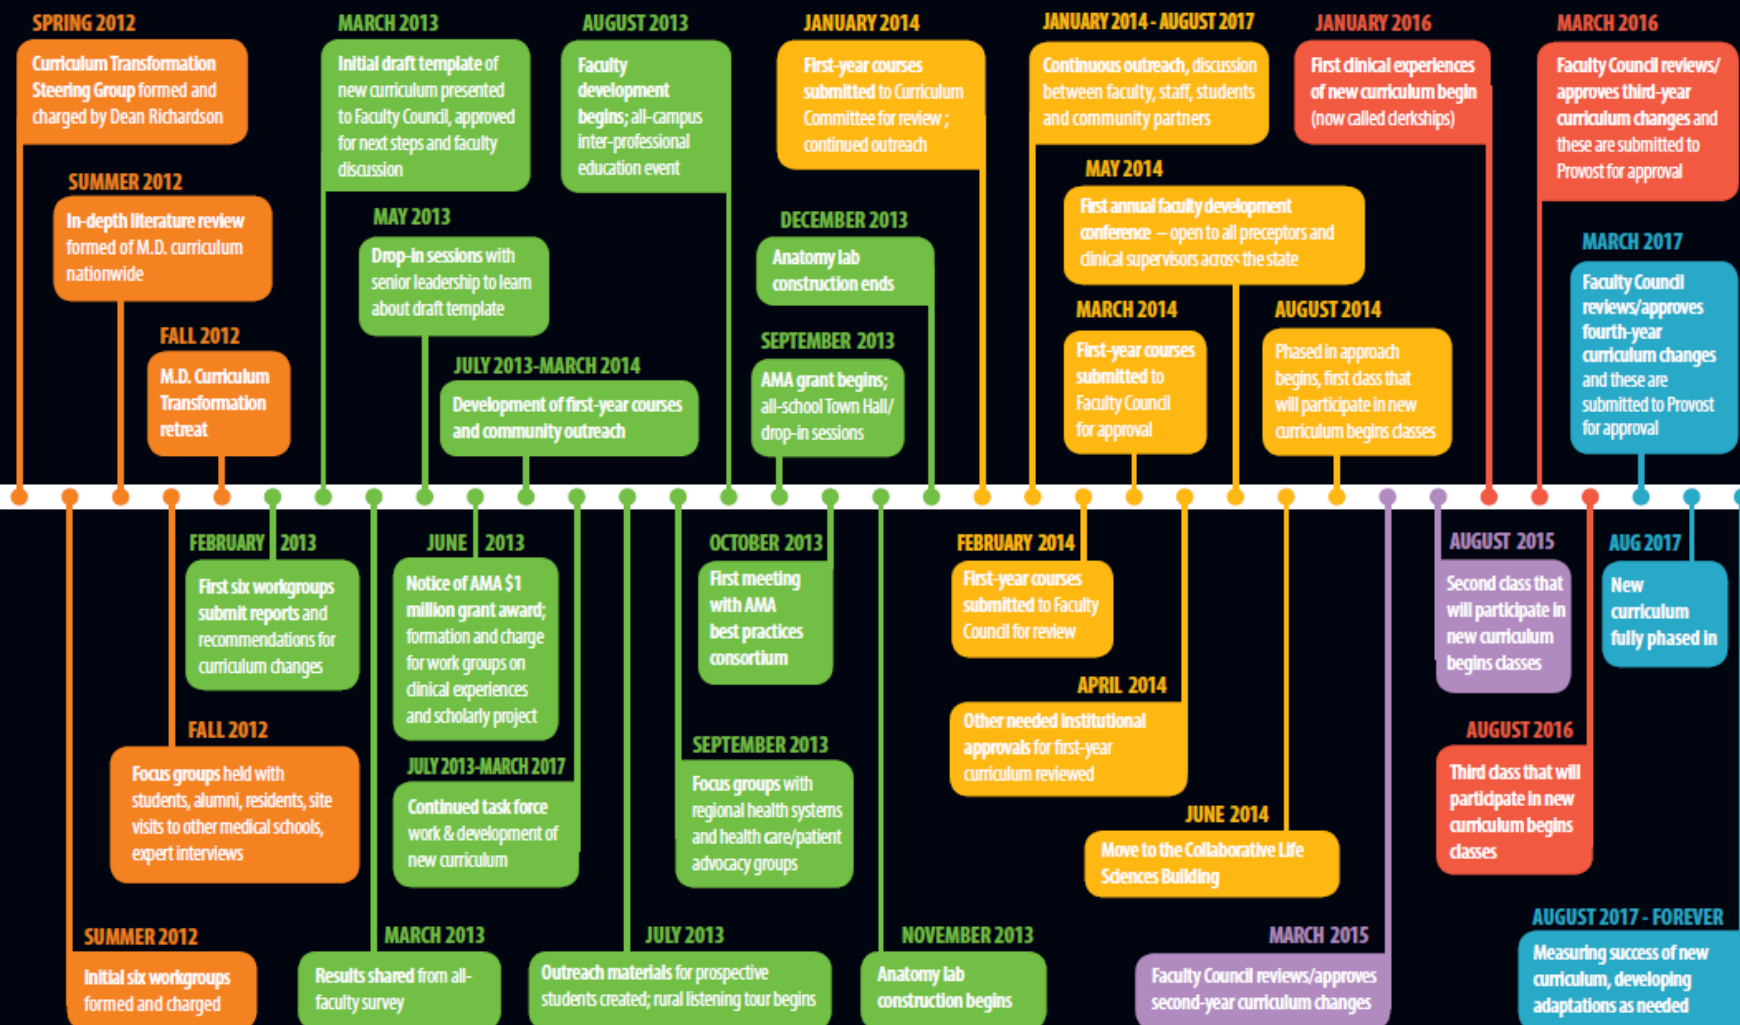 SPRING 2012
Curriculum Transformation
Steering Group formed and
charged by Dean Richardson
SUMMER 2012
In-depth literature review
formed of M.D. curriculum
nationwide
FALL 2012
M.D. Curriculum
Transformation
retreat
MARCH 2013
Initial draft template of
new curriculum presented
to Faculty Council, approved
for next steps and faculty
discussion
MAY 2013
Drop-in sessions with
senior leadership to learn
about draft template
JULY 2013-MARCH 2014
Development of first-year courses
and community outreach
AUGUST 2013
Faculty
development
begins; all-campus
inter-professional
education event
JANUARY 2014
First-year courses
submitted to Curriculum
Committee for review ;
continued outreach
DECEMBER 2013
Anatomy lab
construction ends
SEPTEMBER 2013
AMA grant begins;
all-school Town Hall/
drop-in sessions
JANUARY 2014 - AUGUST 2017
Continuous outreach, discussion
between faculty, staff, students
and community partners
MAY 2014
First annual faculty development
conference – open to all preceptors and
clinical supervisors across the state
MARCH 2014
First-year courses
submitted to
Faculty Council
for approval
AUGUST 2014
Phased in approach
begins, first class that
will participate in new
curriculum begins classes
JANUARY 2016
First clinical experiences
of new curriculum begin
(now called clerkships)
MARCH 2016
Faculty Council reviews/
approves third-year
curriculum changes and
these are submitted to
Provost for approval
MARCH 2017
Faculty Council
reviews/approves
fourth-year
curriculum changes
and these are
submitted to Provost
for approval
FEBRUARY 2013
First six workgroups
submit reports and
recommendations for
curriculum changes
FALL 2012
Focus groups held with
students, alumni, residents, site
visits to other medical schools,
expert interviews
SUMMER 2012
Initial six workgroups
formed and charged
JUNE 2013
Notice of AMA $1
million grant award;
formation and charge
for work groups on
clinical experiences
and scholarly project
JULY 2013-MARCH 2017
Continued task force
work & development of
new curriculum
MARCH 2013
Results shared from all-
faculty survey
OCTOBER 2013
First meeting
with AMA
best practices
consortium
SEPTEMBER 2013
Focus groups with
regional health systems
and health care/patient
advocacy groups
JULY 2013
Outreach materials for prospective
students created; rural listening tour begins
NOVEMBER 2013
Anatomy lab
construction begins
FEBRUARY 2014
First-year courses
submitted to Faculty
Council for review
APRIL 2014
Other needed institutional
approvals for first-year
curriculum reviewed
JUNE 2014
Move to the Collaborative Life
Sciences Building
MARCH 2015
Faculty Council reviews/approves
second-year curriculum changes
AUGUST 2015
Second class that
will participate in
new curriculum
begins classes
AUGUST 2016
Third class that will
participate in new
curriculum begins
classes
AUG 2017
New
curriculum
fully phased in
AUGUST 2017 - FOREVER
Measuring success of new
curriculum, developing
adaptations as needed